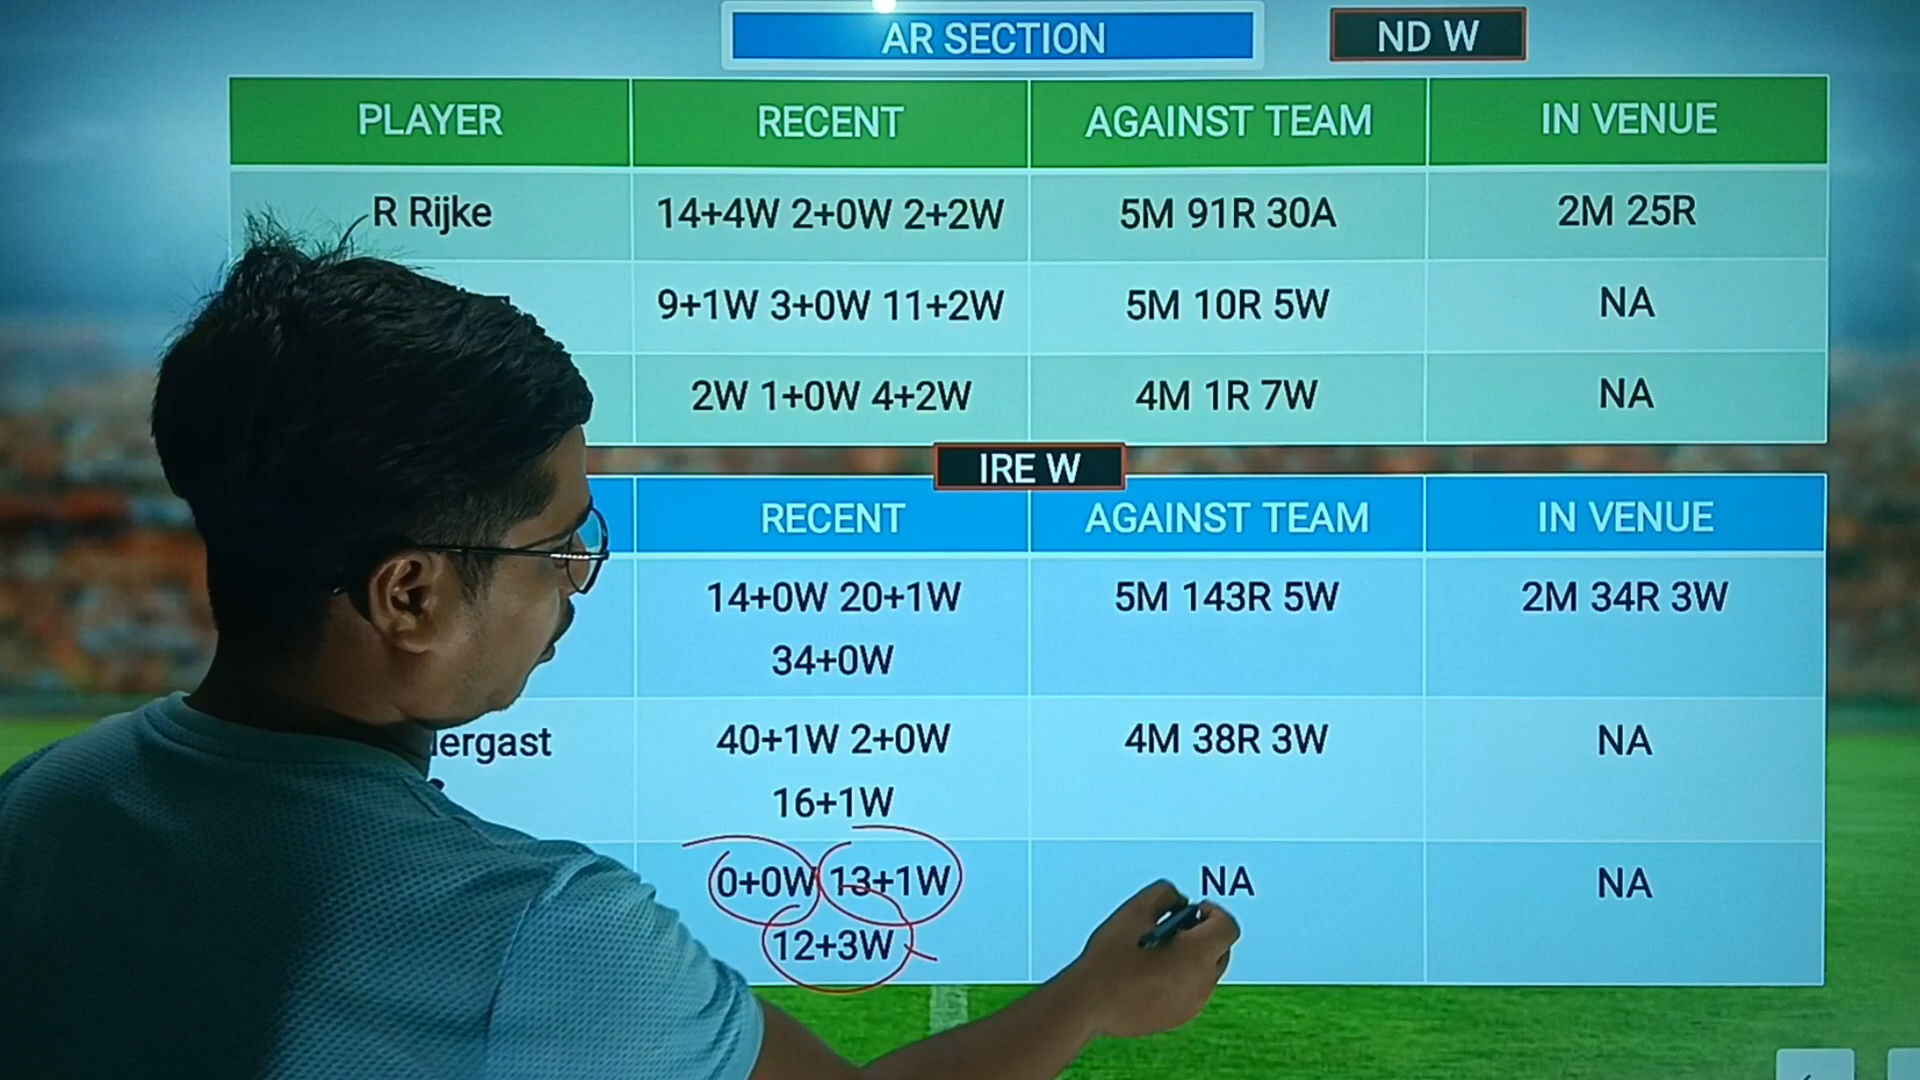 AR SECTION
ND W
PLAYER RECENT AGAINST TEAM IN VENUE
R Rijke 14+4W 2+0W 2+2W 5M 91R 30A 2M 25R
9+1W 3+0W 11+2W 5M 10R 5W NA
2W 1+0W 4+2W 4M 1R 7W NA
IRE W
RECENT AGAINST TEAM IN VENUE
14+0W 20+1W 5M 143R 5W 2M 34R 3W
34+0W
ergast 40+1W 2+0W 4M 38R 3W NA
16+1W
0+0W 13+1W NA NA
12+3W